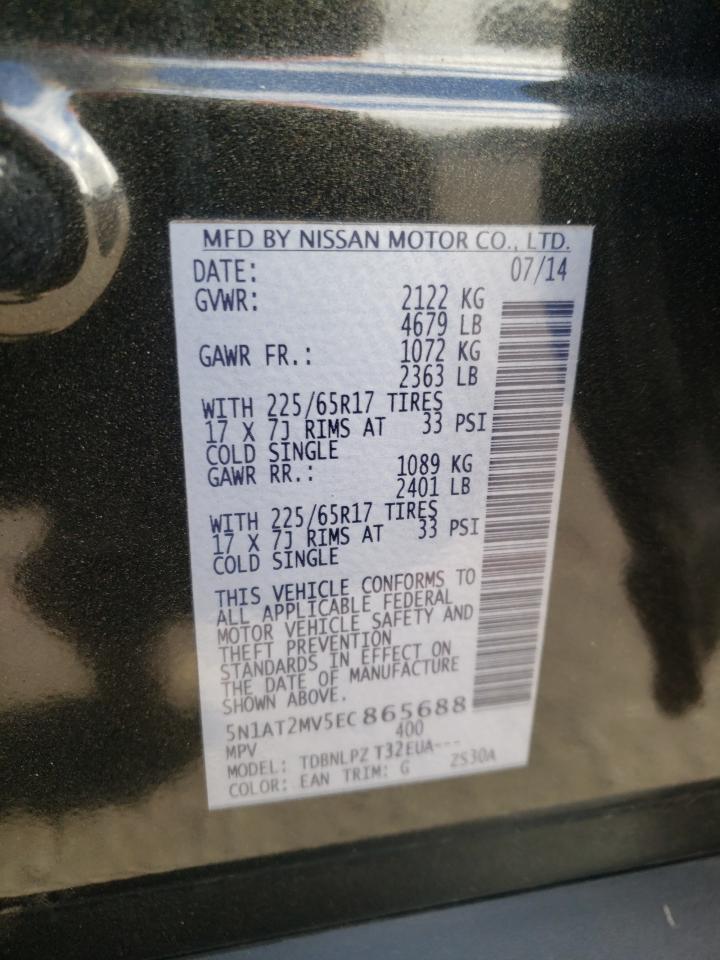 MFD BY NISSAN MOTOR CO., LTD.
DATE: 07/14
GVWR: 2122 KG
4679 LB
GAWR FR.: 1072 KG
2363 LB
WITH 225/65R17 TIRES
17 X 7J RIMS AT 33 PSI
COLD SINGLE
GAWR RR.: 1089 KG
2401 LB
WITH 225/65R17 TIRES
17 X 7J RIMS AT 33 PSI
COLD SINGLE
THIS VEHICLE CONFORMS TO
ALL APPLICABLE FEDERAL
MOTOR VEHICLE SAFETY AND
THEFT PREVENTION
STANDARDS IN EFFECT ON
THE DATE OF MANUFACTURE
SHOWN ABOVE.
5N1AT2MV5EC865688
MPV 400
MODEL: TDBNLPZ T32EUA---
COLOR: EAN TRIM: G ZS30A